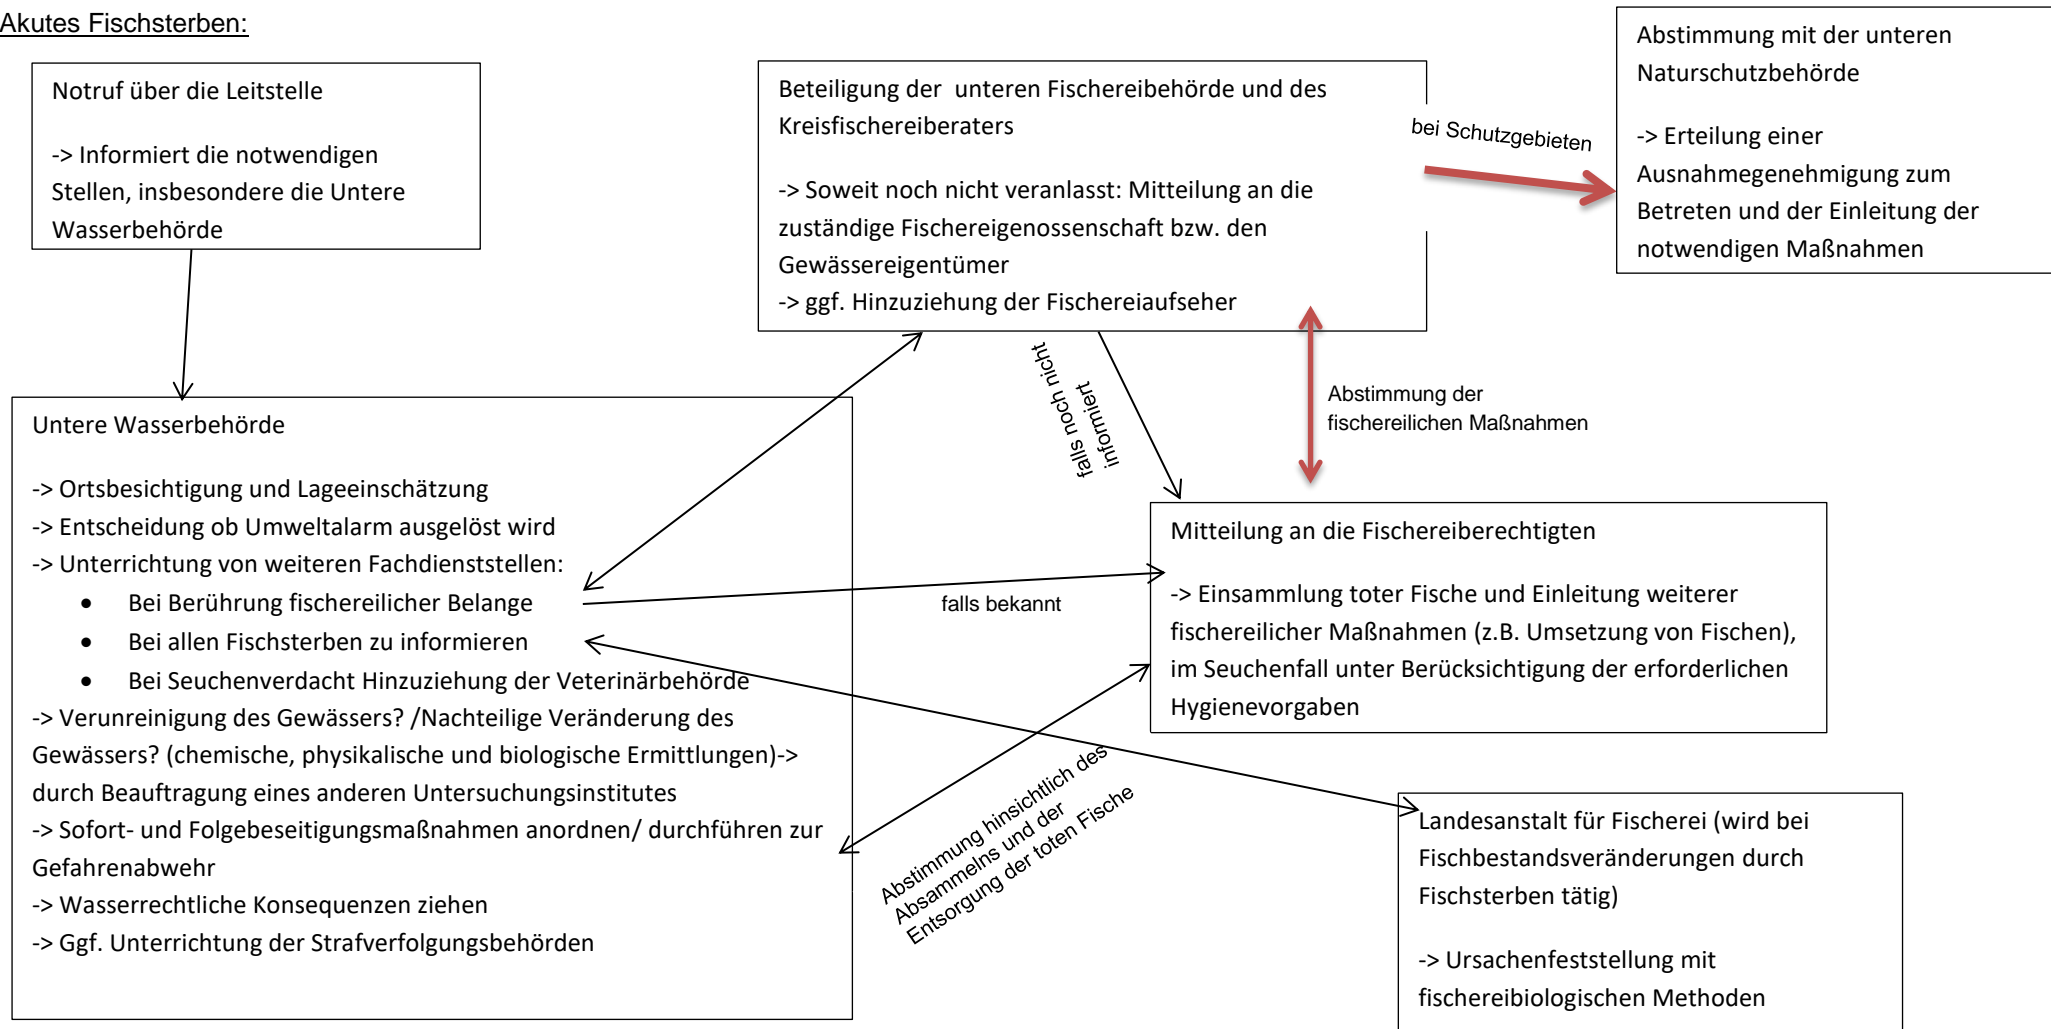 Akutes Fischsterben:
Notruf über die Leitstelle
-> Informiert die notwendigen
Stellen, insbesondere die Untere
Wasserbehörde
Beteiligung der  unteren Fischereibehörde und des
Kreisfischereiberaters
-> Soweit noch nicht veranlasst: Mitteilung an die
zuständige Fischereigenossenschaft bzw. den
Gewässereigentümer
-> ggf. Hinzuziehung der Fischereiaufseher
bei Schutzgebieten
Abstimmung mit der unteren
Naturschutzbehörde
-> Erteilung einer
Ausnahmegenehmigung zum
Betreten und der Einleitung der
notwendigen Maßnahmen
falls noch nicht
informiert
Abstimmung der
fischereilichen Maßnahmen
Untere Wasserbehörde
-> Ortsbesichtigung und Lageeinschätzung
-> Entscheidung ob Umweltalarm ausgelöst wird
-> Unterrichtung von weiteren Fachdienststellen:
• Bei Berührung fischereilicher Belange
• Bei allen Fischsterben zu informieren
• Bei Seuchenverdacht Hinzuziehung der Veterinärbehörde
-> Verunreinigung des Gewässers? /Nachteilige Veränderung des
Gewässers? (chemische, physikalische und biologische Ermittlungen)->
durch Beauftragung eines anderen Untersuchungsinstitutes
-> Sofort- und Folgebeseitigungsmaßnahmen anordnen/ durchführen zur
Gefahrenabwehr
-> Wasserrechtliche Konsequenzen ziehen
-> Ggf. Unterrichtung der Strafverfolgungsbehörden
falls bekannt
Mitteilung an die Fischereiberechtigten
-> Einsammlung toter Fische und Einleitung weiterer
fischereilicher Maßnahmen (z.B. Umsetzung von Fischen),
im Seuchenfall unter Berücksichtigung der erforderlichen
Hygienevorgaben
Abstimmung hinsichtlich des
Absammelns und der
Entsorgung der toten Fische
Landesanstalt für Fischerei (wird bei
Fischbestandsveränderungen durch
Fischsterben tätig)
-> Ursachenfeststellung mit
fischereibiologischen Methoden